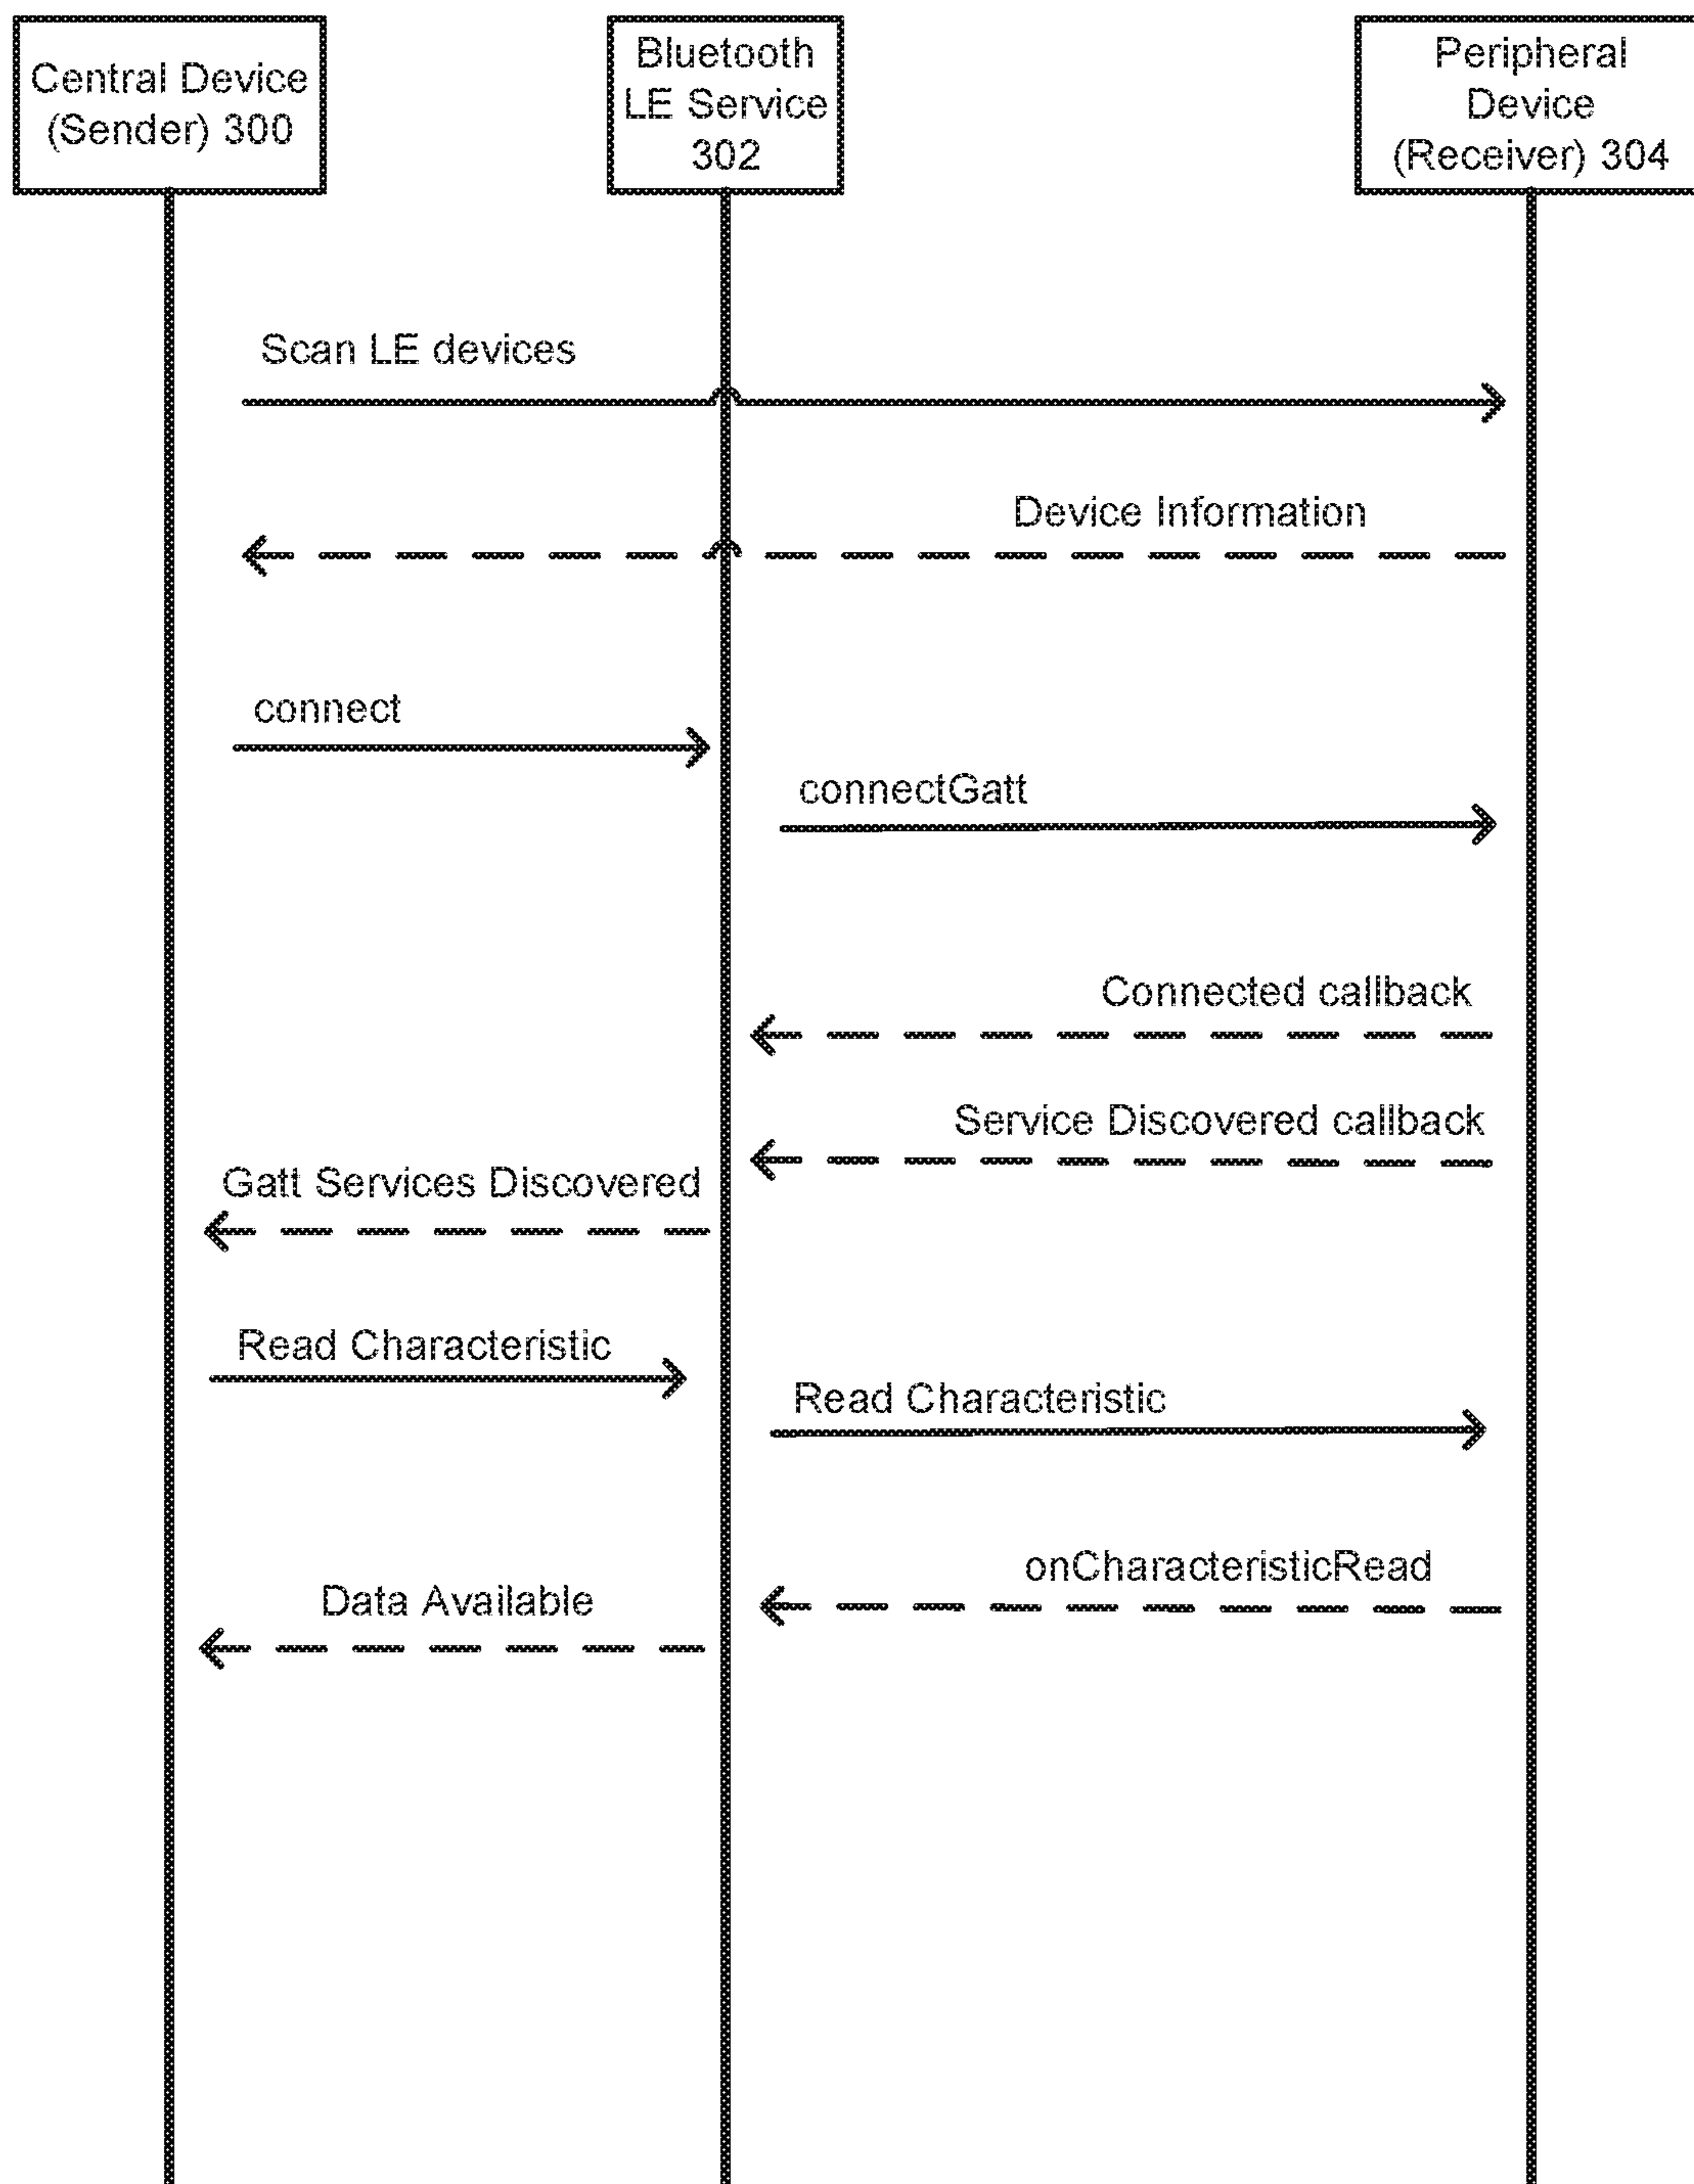 Central Device
(Sender) 300
Bluetooth
LE Service
302
Peripheral
Device
(Receiver) 304
Scan LE devices
Device Information
connect
connectGatt
Connected callback
Service Discovered callback
Gatt Services Discovered
Read Characteristic
Read Characteristic
onCharacteristicRead
Data Available